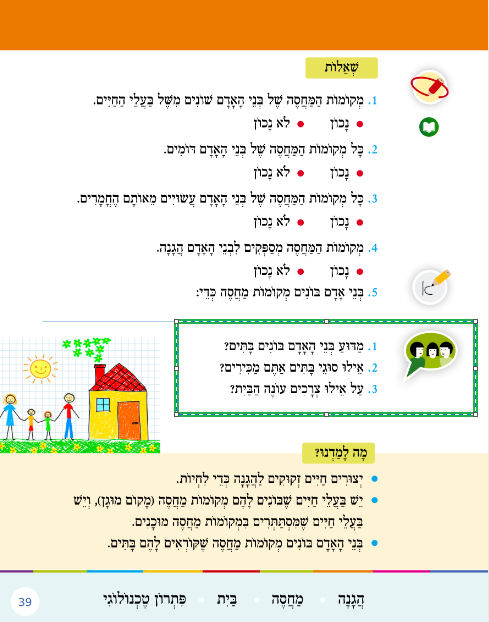 שְׁאֵלוֹת
1. מְקוֹמוֹת הַמַּחֲסֶה שֶׁל בְּנֵי הָאָדָם שׁוֹנִים מִשֶּׁל בַּעֲלֵי הַחַיִּים.
● נָכוֹן ● לֹא נָכוֹן
2. כָּל מְקוֹמוֹת הַמַּחֲסֶה שֶׁל בְּנֵי הָאָדָם דּוֹמִים.
● נָכוֹן ● לֹא נָכוֹן
3. כָּל מְקוֹמוֹת הַמַּחֲסֶה שֶׁל בְּנֵי הָאָדָם עֲשׂוּיִים מֵאוֹתָם הֶחֳמָרִים.
● נָכוֹן ● לֹא נָכוֹן
4. מְקוֹמוֹת הַמַּחֲסֶה מְסַפְּקִים לִבְנֵי הָאָדָם הֲגָנָה.
● נָכוֹן ● לֹא נָכוֹן
5. בְּנֵי אָדָם בּוֹנִים מְקוֹמוֹת מַחֲסֶה כְּדֵי:
1. מַדּוּעַ בְּנֵי הָאָדָם בּוֹנִים בָּתִּים?
2. אֵילוּ סוּגֵי בָּתִּים אַתֶּם מַכִּירִים?
3. עַל אֵילוּ צְרָכִים עוֹנֶה הַבַּיִת?
מָה לָמַדְנוּ?
● יְצוּרִים חַיִּים זְקוּקִים לַהֲגָנָה כְּדֵי לִחְיוֹת.
● יֵשׁ בַּעֲלֵי חַיִּים שֶׁבּוֹנִים לָהֶם מְקוֹמוֹת מַחֲסֶה (מָקוֹם מוּגָן), וְיֵשׁ
בַּעֲלֵי חַיִּים שֶׁמִּסְתַּתְּרִים בִּמְקוֹמוֹת מַחֲסֶה מוּכָנִים.
● בְּנֵי הָאָדָם בּוֹנִים מְקוֹמוֹת מַחֲסֶה שֶׁקּוֹרְאִים לָהֶם בָּתִּים.
הֲגָנָה • מַחֲסֶה • בַּיִת • פִּתְרוֹן טֶכְנוֹלוֹגִי
39